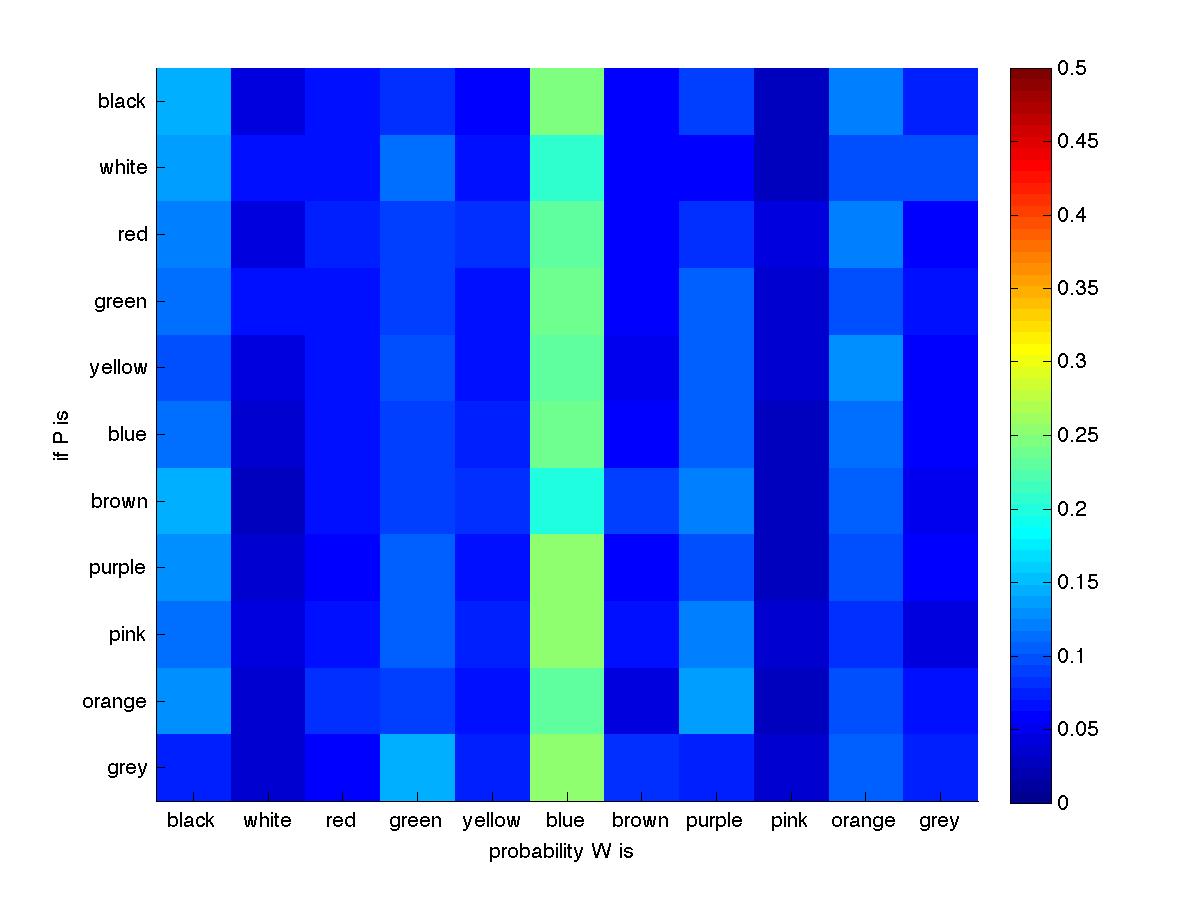 black
white
red
green
yellow
blue
brown
purple
pink
orange
grey
if P is
black white red green yellow blue brown purple pink orange grey
probability W is
0.5
0.45
0.4
0.35
0.3
0.25
0.2
0.15
0.1
0.05
0